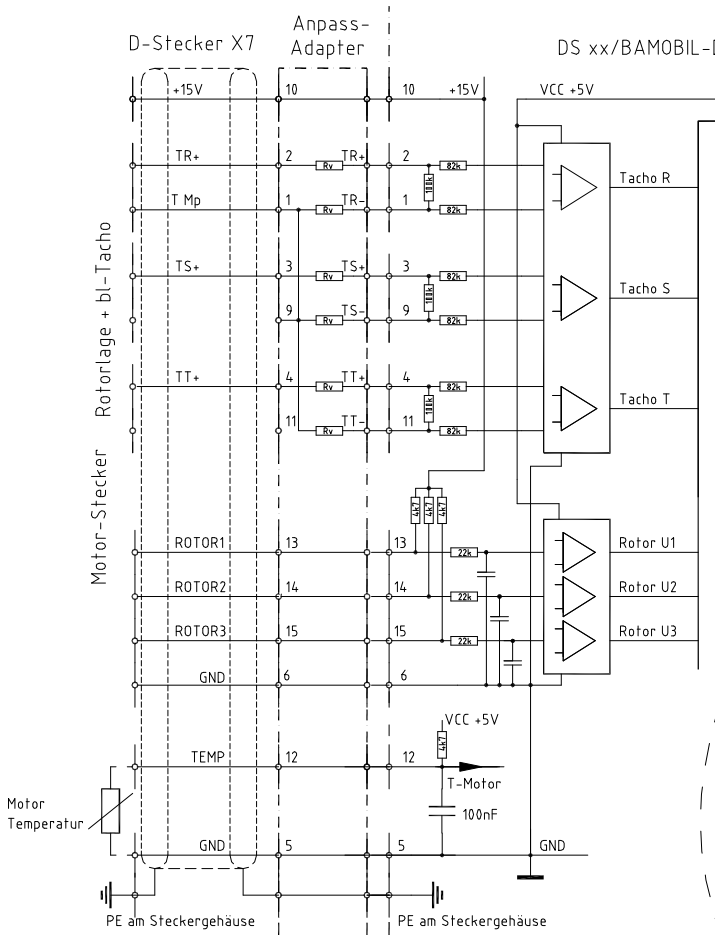 Anpass-
Adapter
D-Stecker X7
DS xx/BAMOBIL-D
+15V 10 10 +15V VCC +5V
TR+ 2 Rv TR+ 2 82k
100k
Tacho R
T Mp 1 Rv TR- 1 82k
TS+ 3 Rv TS+ 3 82k
100k
Tacho S
9 Rv TS- 9 82k
TT+ 4 Rv TT+ 4 82k
100k
Tacho T
11 Rv TT- 11 82k
Motor-Stecker Rotorlage + bl-Tacho
4k7 4k7 4k7
ROTOR1 13 13 22k Rotor U1
ROTOR2 14 14 22k Rotor U2
ROTOR3 15 15 22k Rotor U3
GND 6 6
VCC +5V
4k7
TEMP 12 12
T-Motor
Motor
Temperatur
100nF
GND 5 5 GND
PE am Steckergehäuse PE am Steckergehäuse